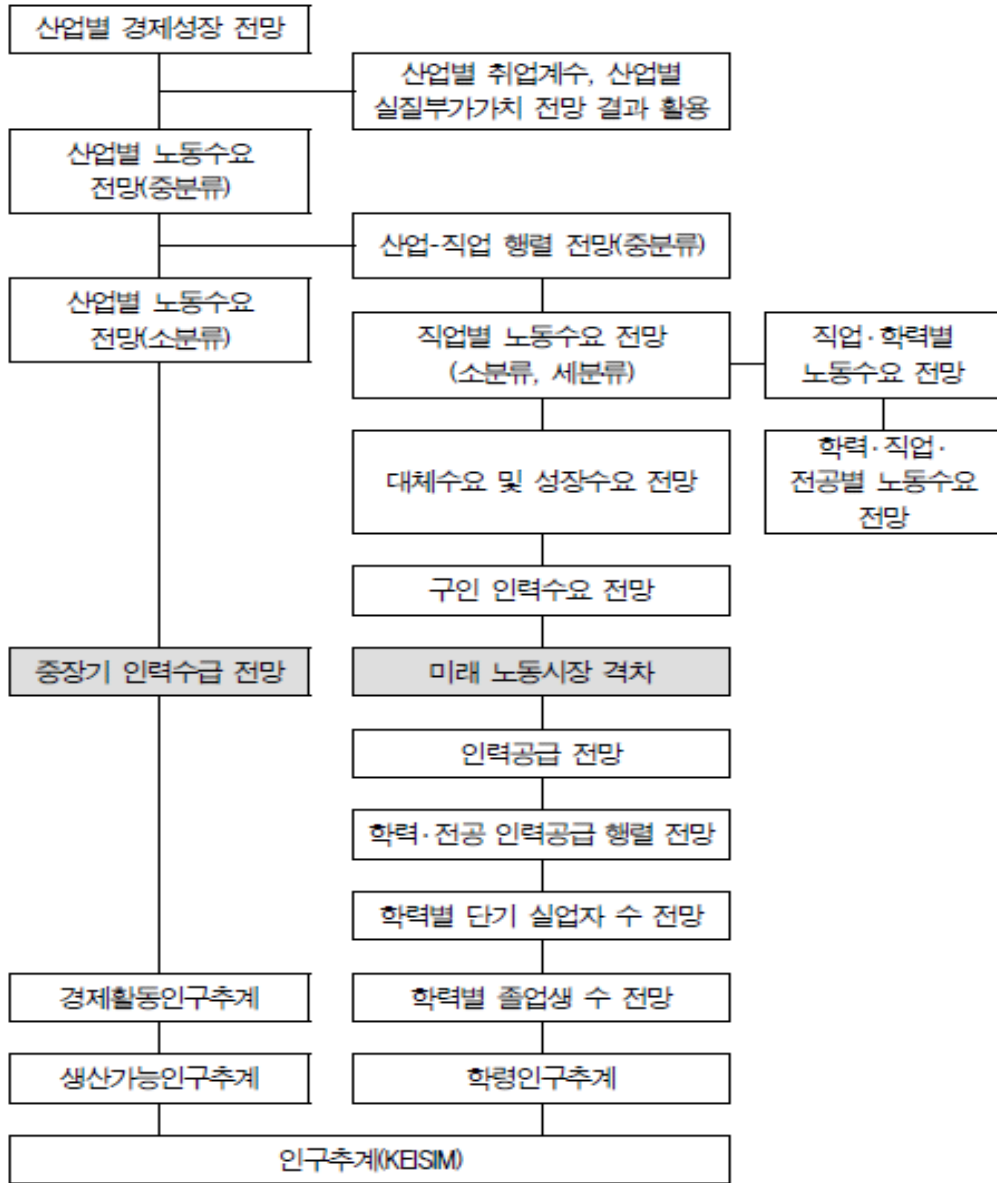 산업별 경제성장 전망
산업별 취업계수, 산업별
실질부가가치 전망 결과 활용
산업별 노동수요
전망(중분류)
산업-직업 행렬 전망(중분류)
산업별 노동수요
전망(소분류)
직업별 노동수요 전망
(소분류, 세분류)
직업·학력별
노동수요 전망
대체수요 및 성장수요 전망
학력·직업·
전공별 노동수요
전망
구인 인력수요 전망
중장기 인력수급 전망
미래 노동시장 격차
인력공급 전망
학력·전공 인력공급 행렬 전망
학력별 단기 실업자 수 전망
경제활동인구추계
학력별 졸업생 수 전망
생산가능인구추계
학령인구추계
인구추계(KEISIM)